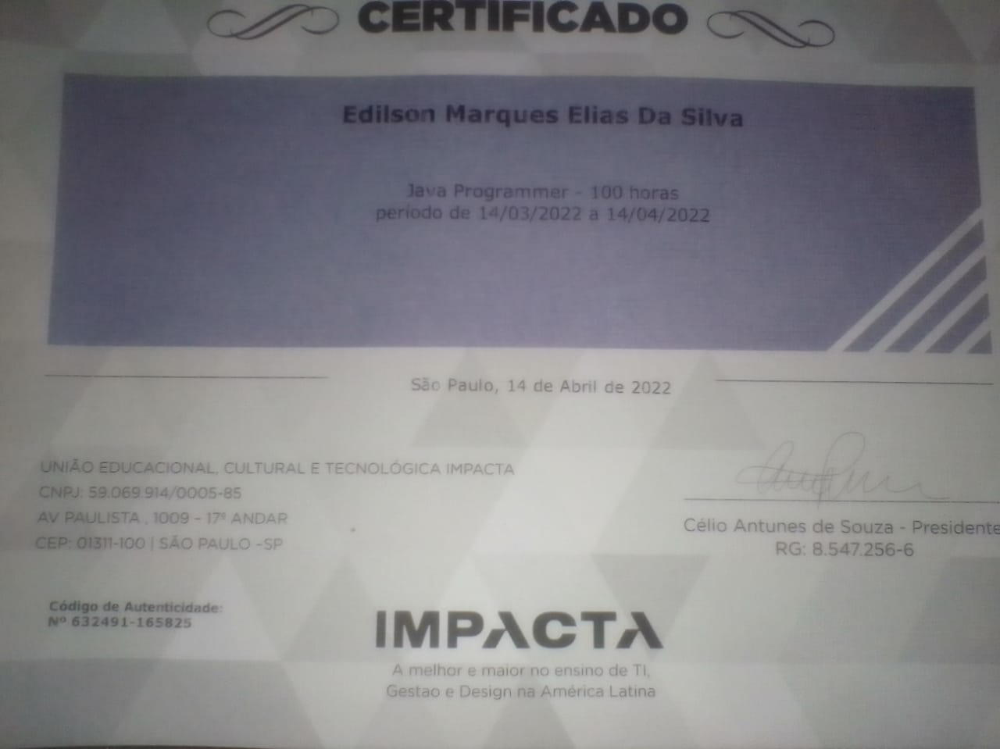 CERTIFICADO
Edilson Marques Elias Da Silva
Java Programmer - 100 horas
período de 14/03/2022 a 14/04/2022
São Paulo, 14 de Abril de 2022
UNIÃO EDUCACIONAL, CULTURAL E TECNOLÓGICA IMPACTA
CNPJ: 59.069.914/0005-85
AV PAULISTA , 1009 - 17º ANDAR
CEP: 01311-100 | SÃO PAULO -SP
Célio Antunes de Souza - Presidente
RG: 8.547.256-6
Código de Autenticidade:
Nº 632491-165825
IMPACTA
A melhor e maior no ensino de TI,
Gestao e Design na América Latina